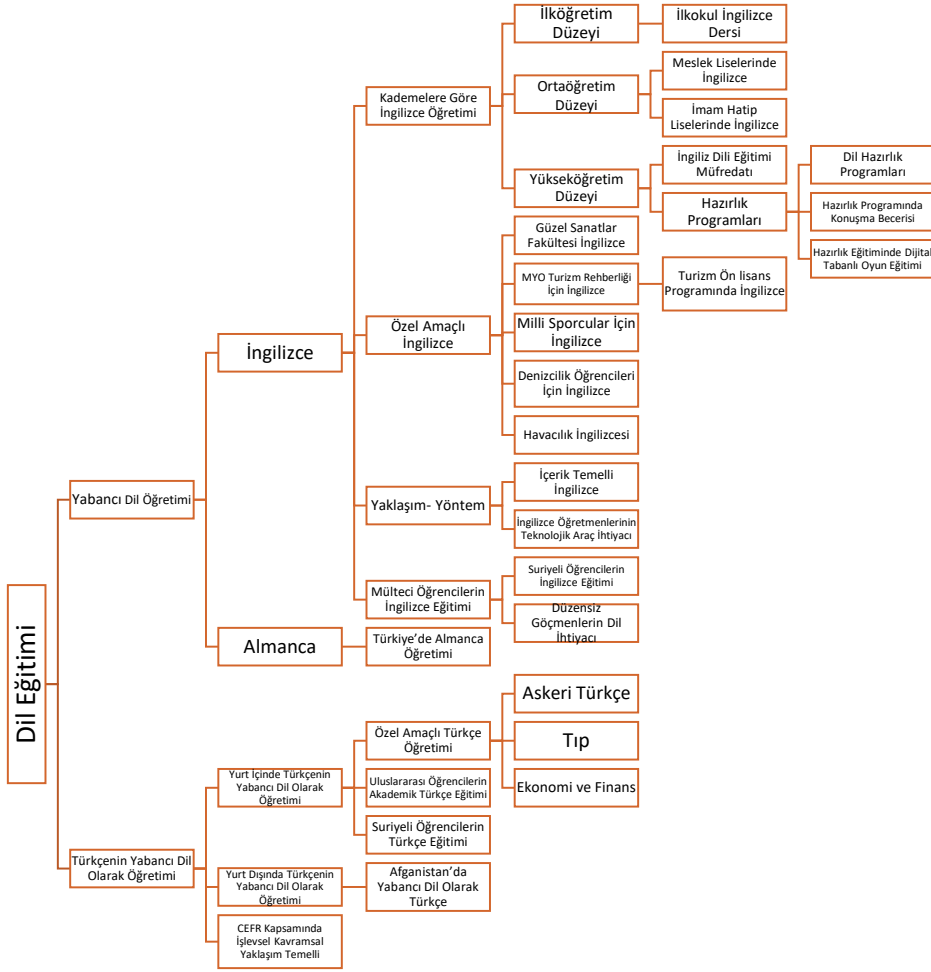 Dil Eğitimi
Yabancı Dil Öğretimi
İngilizce
Kademelere Göre
İngilizce Öğretimi
İlköğretim
Düzeyi
İlkokul İngilizce
Dersi
Ortaöğretim
Düzeyi
Meslek Liselerinde
İngilizce
İmam Hatip
Liselerinde İngilizce
Yükseköğretim
Düzeyi
İngiliz Dili Eğitimi
Müfredatı
Hazırlık
Programları
Dil Hazırlık
Programları
Hazırlık Programında
Konuşma Becerisi
Hazırlık Eğitiminde Dijital
Tabanlı Oyun Eğitimi
Özel Amaçlı
İngilizce
Güzel Sanatlar
Fakültesi İngilizce
MYO Turizm Rehberliği
İçin İngilizce
Turizm Ön lisans
Programında İngilizce
Milli Sporcular İçin
İngilizce
Denizcilik Öğrencileri
İçin İngilizce
Havacılık İngilizcesi
Yaklaşım- Yöntem
İçerik Temelli
İngilizce
İngilizce Öğretmenlerinin
Teknolojik Araç İhtiyacı
Mülteci Öğrencilerin
İngilizce Eğitimi
Suriyeli Öğrencilerin
İngilizce Eğitimi
Düzensiz
Göçmenlerin Dil
İhtiyacı
Almanca
Türkiye’de Almanca
Öğretimi
Türkçenin Yabancı Dil
Olarak Öğretimi
Yurt İçinde Türkçenin
Yabancı Dil Olarak
Öğretimi
Özel Amaçlı Türkçe
Öğretimi
Askeri Türkçe
Tıp
Ekonomi ve Finans
Uluslararası Öğrencilerin
Akademik Türkçe Eğitimi
Suriyeli Öğrencilerin
Türkçe Eğitimi
Yurt Dışında Türkçenin
Yabancı Dil Olarak
Öğretimi
Afganistan’da
Yabancı Dil Olarak
Türkçe
CEFR Kapsamında
İşlevsel Kavramsal
Yaklaşım Temelli